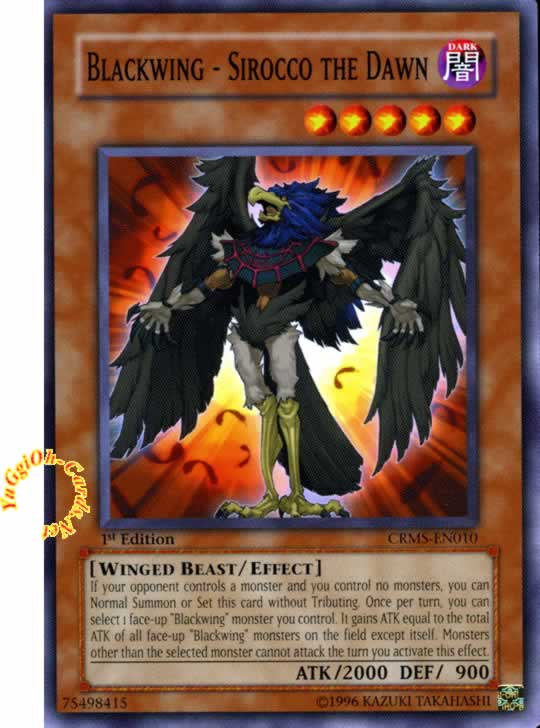 BLACKWING - SIROCCO THE DAWN
DARK
闇
YuGgiOh-Cards.Net
1ST Edition
CRMS-EN010
[WINGED BEAST/EFFECT]
If your opponent controls a monster and you control no monsters, you can
Normal Summon or Set this card without Tributing. Once per turn, you can
select 1 face-up "Blackwing" monster you control. It gains ATK equal to the total
ATK of all face-up "Blackwing" monsters on the field except itself. Monsters
other than the selected monster cannot attack the turn you activate this effect.
ATK/2000 DEF/ 900
75498415
©1996 KAZUKI TAKAHASHI